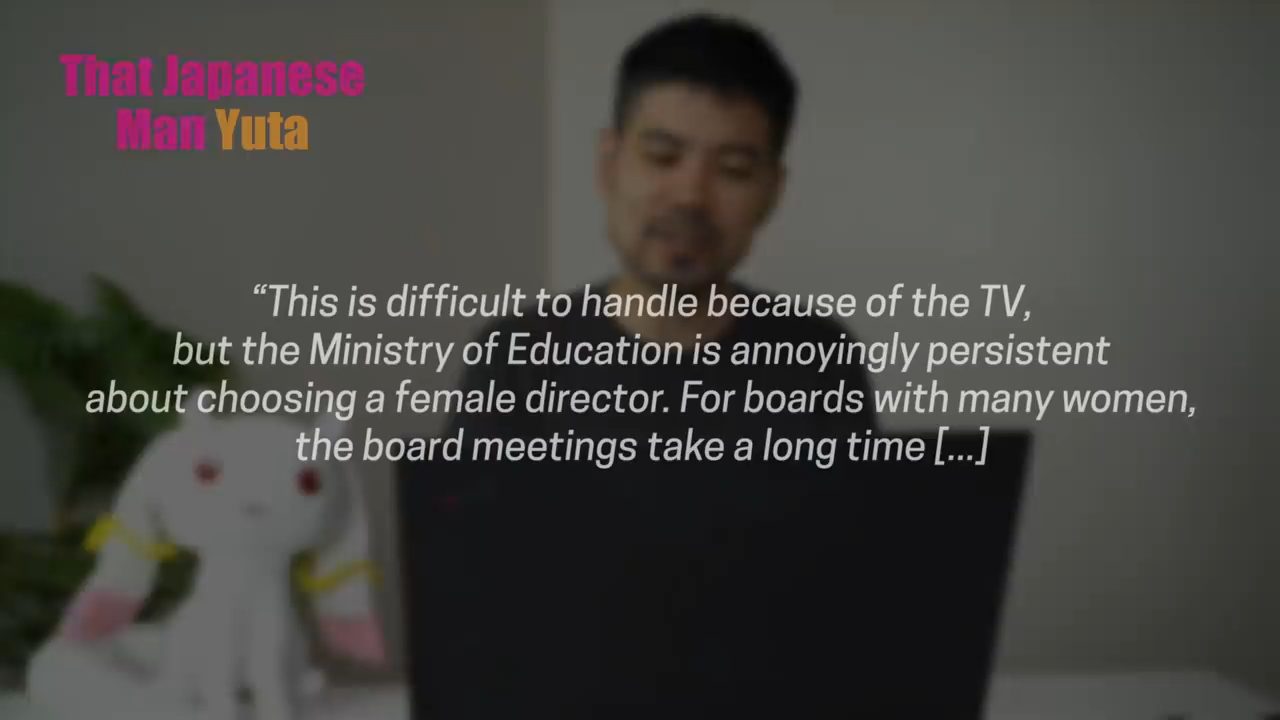 That Japanese
Man Yuta
“This is difficult to handle because of the TV,
but the Ministry of Education is annoyingly persistent
about choosing a female director. For boards with many women,
the board meetings take a long time [...]